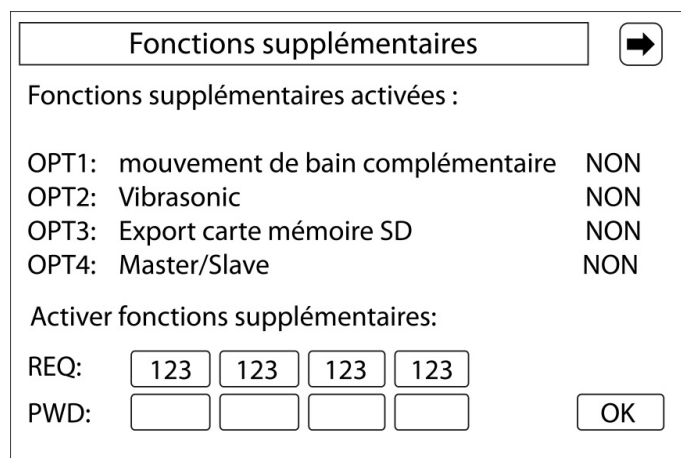 Fonctions supplémentaires
Fonctions supplémentaires activées :
OPT1: mouvement de bain complémentaire NON
OPT2: Vibrasonic NON
OPT3: Export carte mémoire SD NON
OPT4: Master/Slave NON
Activer fonctions supplémentaires:
REQ: 123 123 123 123
PWD: OK